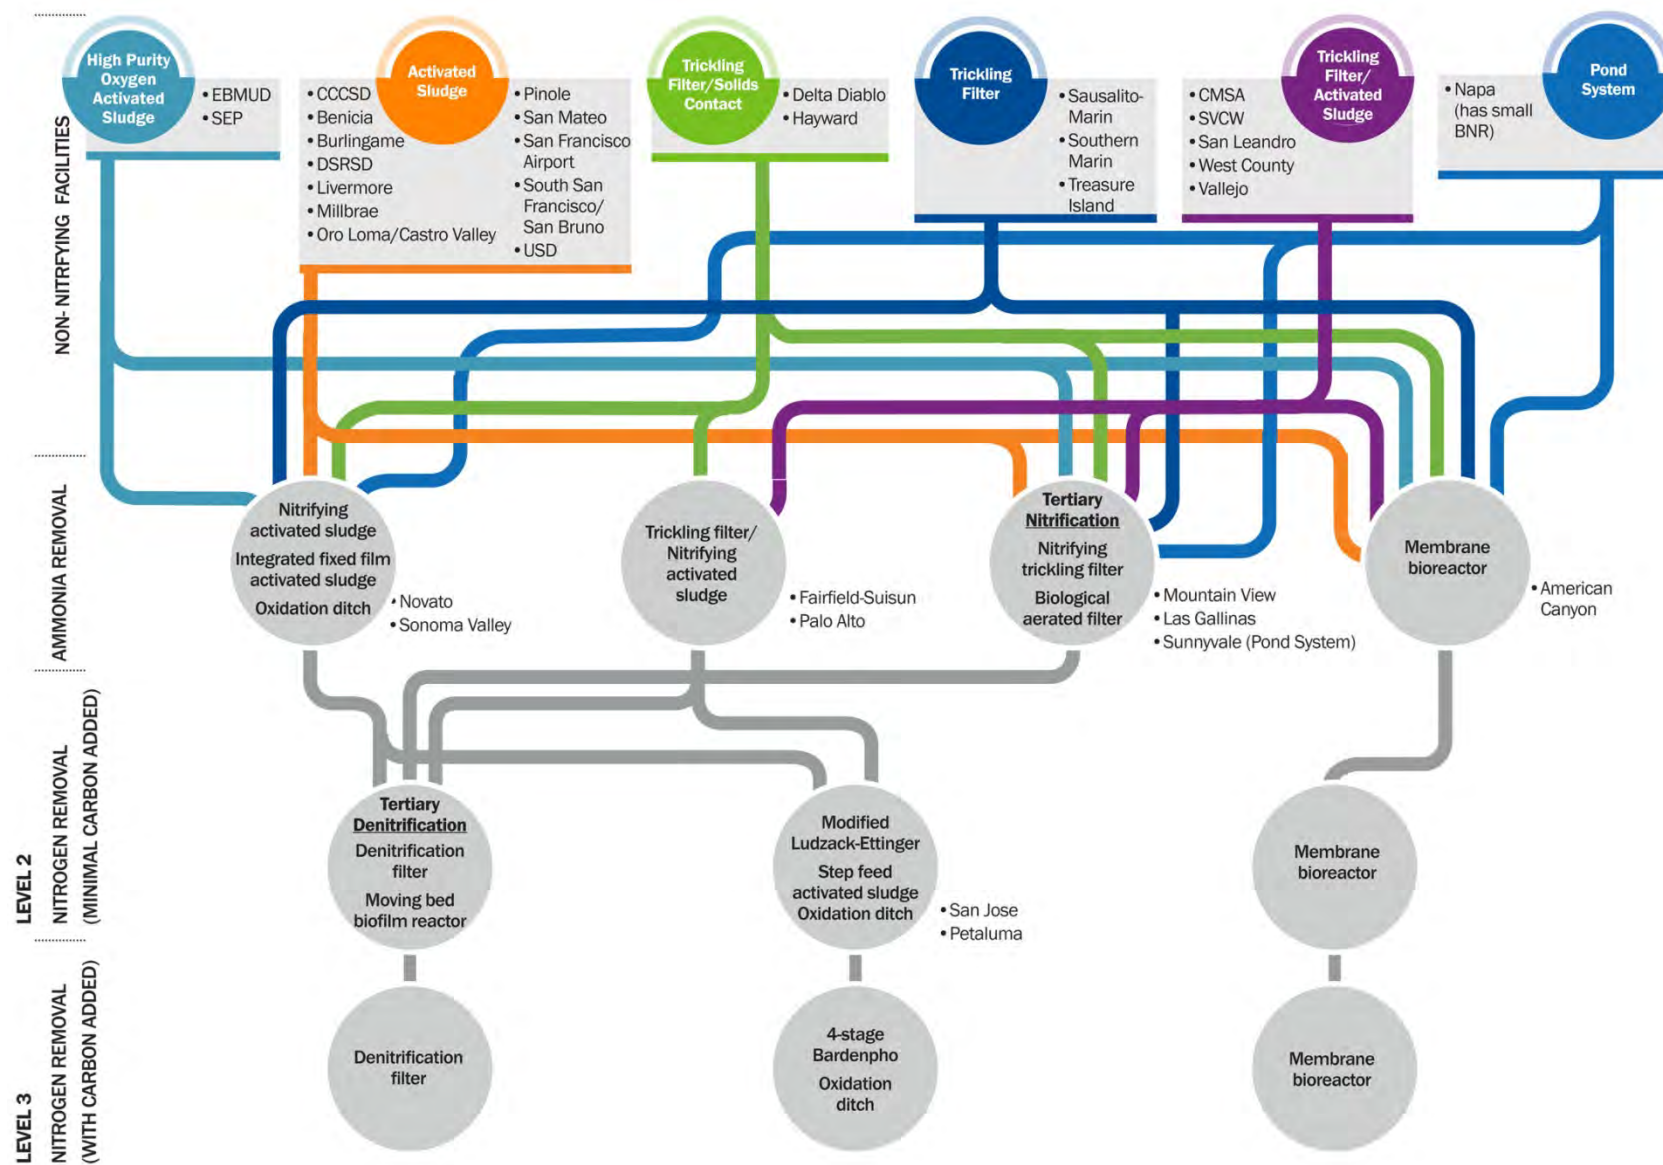 NON- NITRFYING FACILITIES
High Purity
Oxygen
Activated
Sludge
• EBMUD
• SEP
Activated
Sludge
• CCCSD
• Benicia
• Burlingame
• DSRSD
• Livermore
• Millbrae
• Oro Loma/Castro Valley
• Pinole
• San Mateo
• San Francisco
Airport
• South San
Francisco/
San Bruno
• USD
Trickling
Filter/Solids
Contact
• Delta Diablo
• Hayward
Trickling
Filter
• Sausalito-
Marin
• Southern
Marin
• Treasure
Island
Trickling
Filter/
Activated
Sludge
• CMSA
• SVCW
• San Leandro
• West County
• Vallejo
Pond
System
• Napa
(has small
BNR)
AMMONIA REMOVAL
Nitrifying
activated sludge
Integrated fixed film
activated sludge
Oxidation ditch
• Novato
• Sonoma Valley
Trickling filter/
Nitrifying
activated
sludge
• Fairfield-Suisun
• Palo Alto
Tertiary
Nitrification
Nitrifying
trickling filter
Biological
aerated filter
• Mountain View
• Las Gallinas
• Sunnyvale (Pond System)
Membrane
bioreactor
• American
Canyon
LEVEL 2
NITROGEN REMOVAL
(MINIMAL CARBON ADDED)
Tertiary
Denitrification
Denitrification
filter
Moving bed
biofilm reactor
Modified
Ludzack-Ettinger
Step feed
activated sludge
Oxidation ditch
• San Jose
• Petaluma
Membrane
bioreactor
LEVEL 3
NITROGEN REMOVAL
(WITH CARBON ADDED)
Denitrification
filter
4-stage
Bardenpho
Oxidation
ditch
Membrane
bioreactor